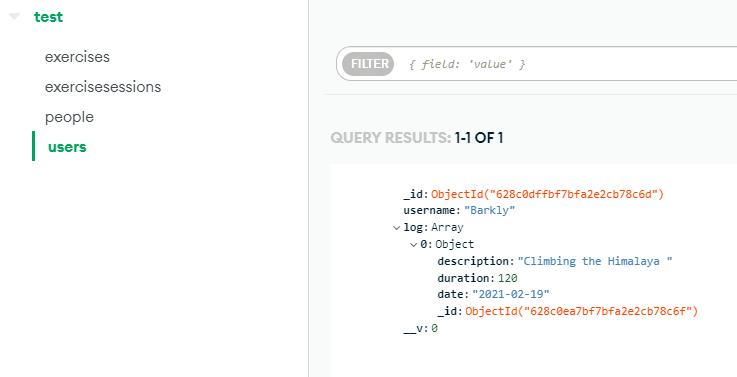 test
exercises
exercisesessions
people
users
FILTER { field: 'value' }
QUERY RESULTS: 1-1 OF 1
_id: ObjectId("628c0dffbf7bfa2e2cb78c6d")
username: "Barkly"
log: Array
0: Object
description: "Climbing the Himalaya "
duration: 120
date: "2021-02-19"
_id: ObjectId("628c0ea7bf7bfa2e2cb78c6f")
__v: 0